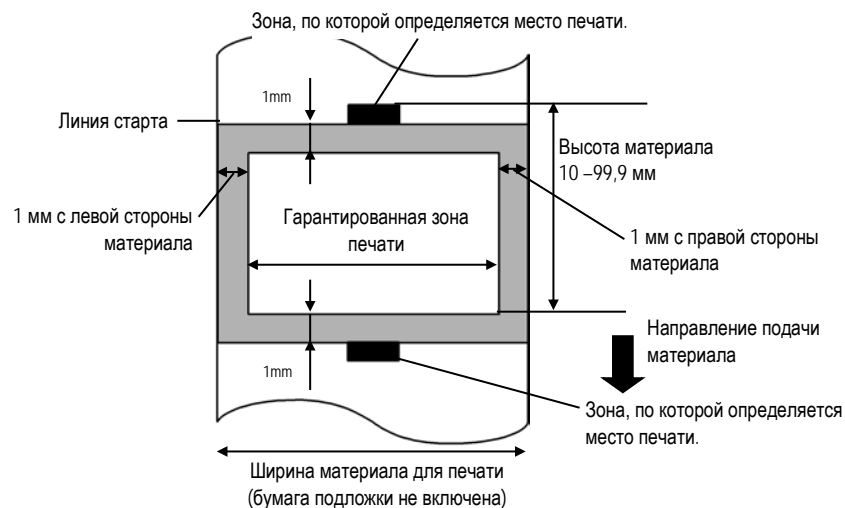 Зона, по которой определяется место печати.
1mm
Линия старта
Высота материала
10 –99,9 мм
1 мм с левой стороны
материала
Гарантированная зона
печати
1 мм с правой стороны
материала
Направление подачи
материала
1mm
Зона, по которой определяется
место печати.
Ширина материала для печати
(бумага подложки не включена)